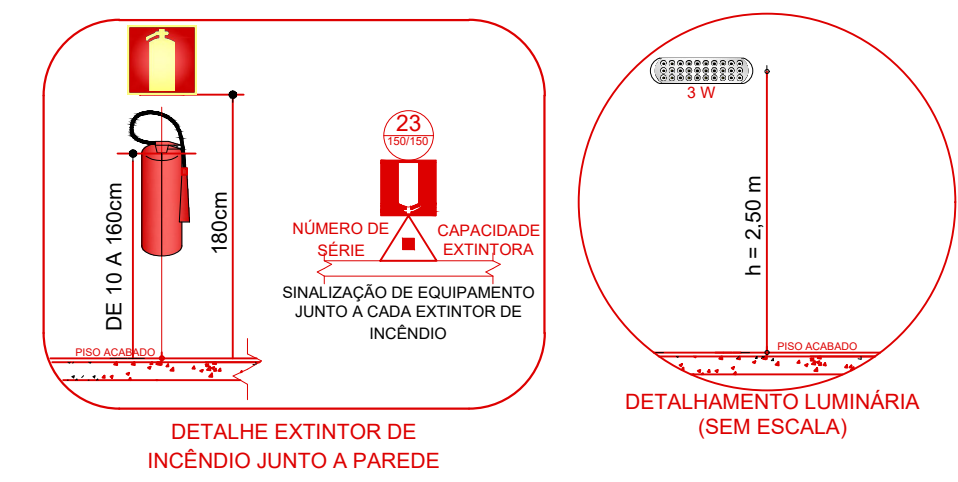 DE 10 A 160cm
180cm
PISO ACABADO
23
150/150
NÚMERO DE
SÉRIE
CAPACIDADE
EXTINTORA
SINALIZAÇÃO DE EQUIPAMENTO
JUNTO A CADA EXTINTOR DE
INCÊNDIO
DETALHE EXTINTOR DE
INCÊNDIO JUNTO A PAREDE
3 W
h = 2,50 m
PISO ACABADO
DETALHAMENTO LUMINÁRIA
(SEM ESCALA)